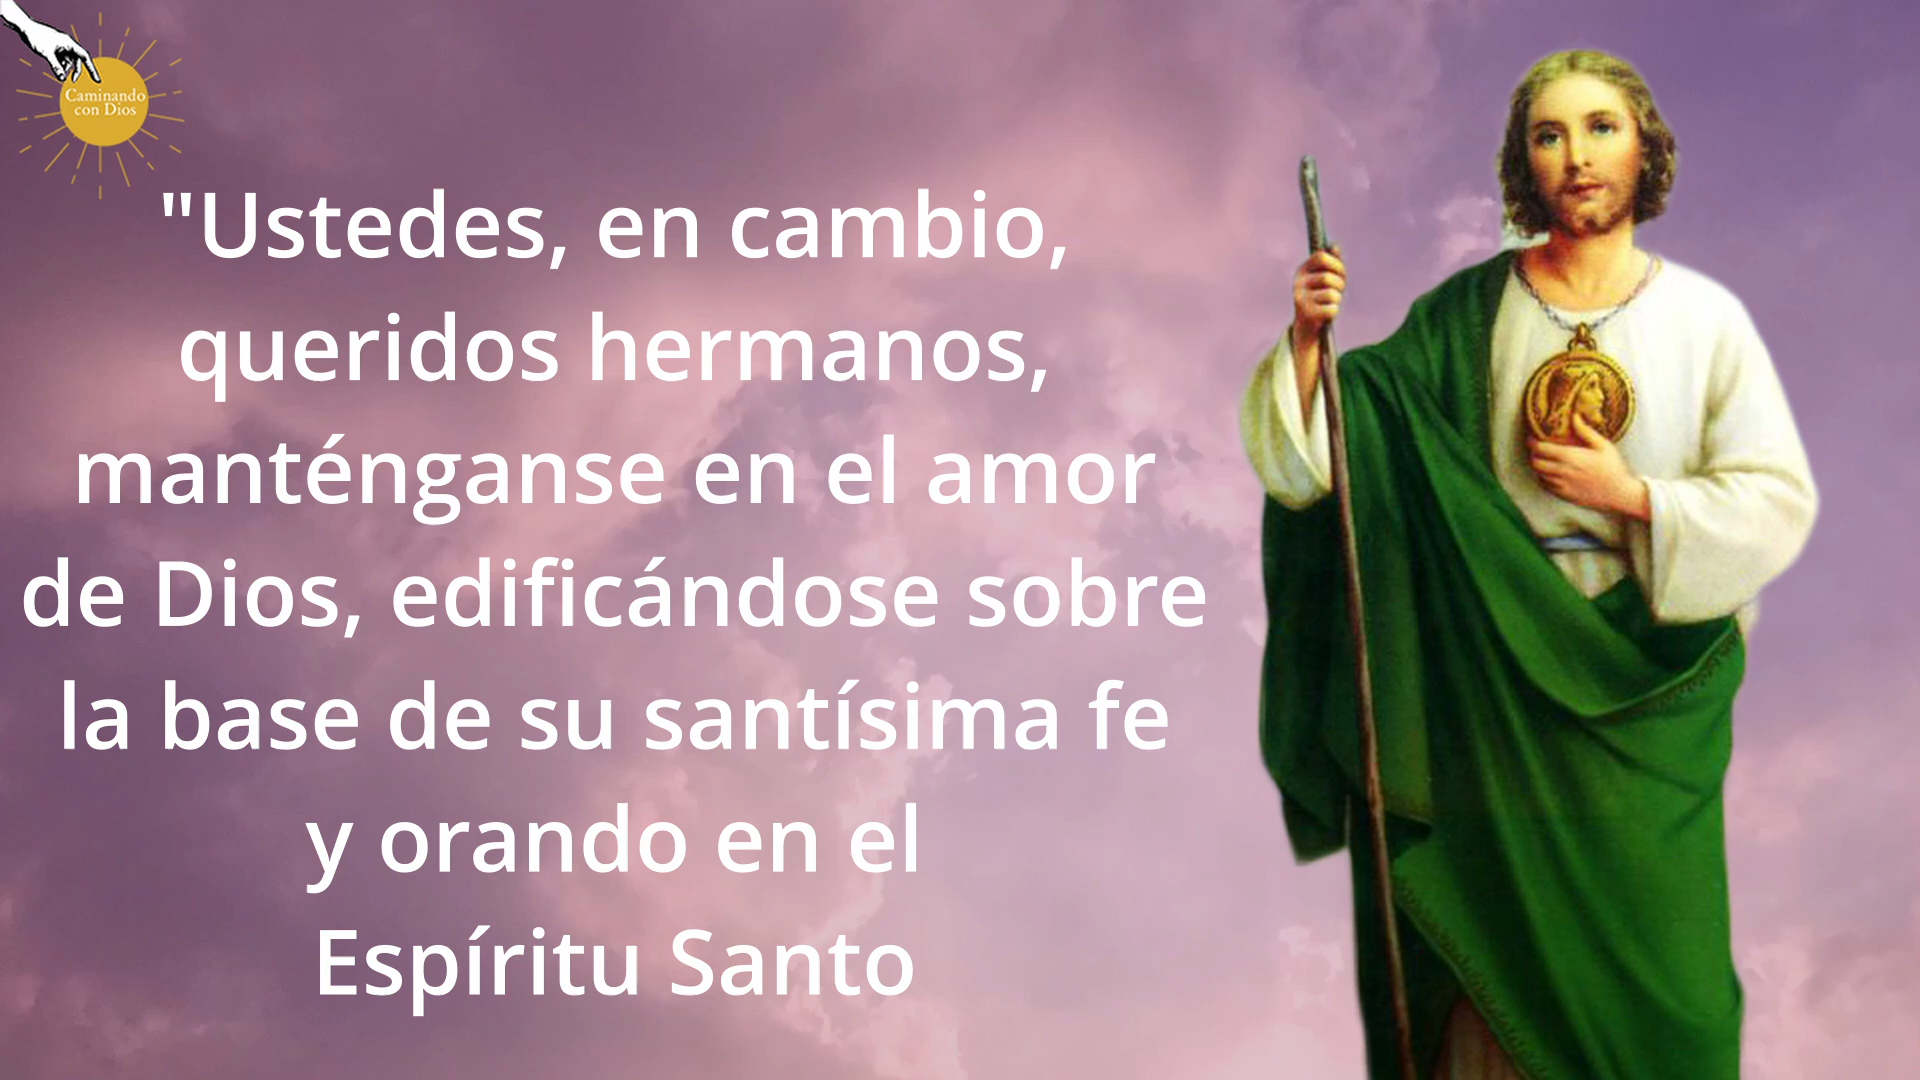 Caminando
con Dios
"Ustedes, en cambio,
queridos hermanos,
manténganse en el amor
de Dios, edificándose sobre
la base de su santísima fe
y orando en el
Espíritu Santo